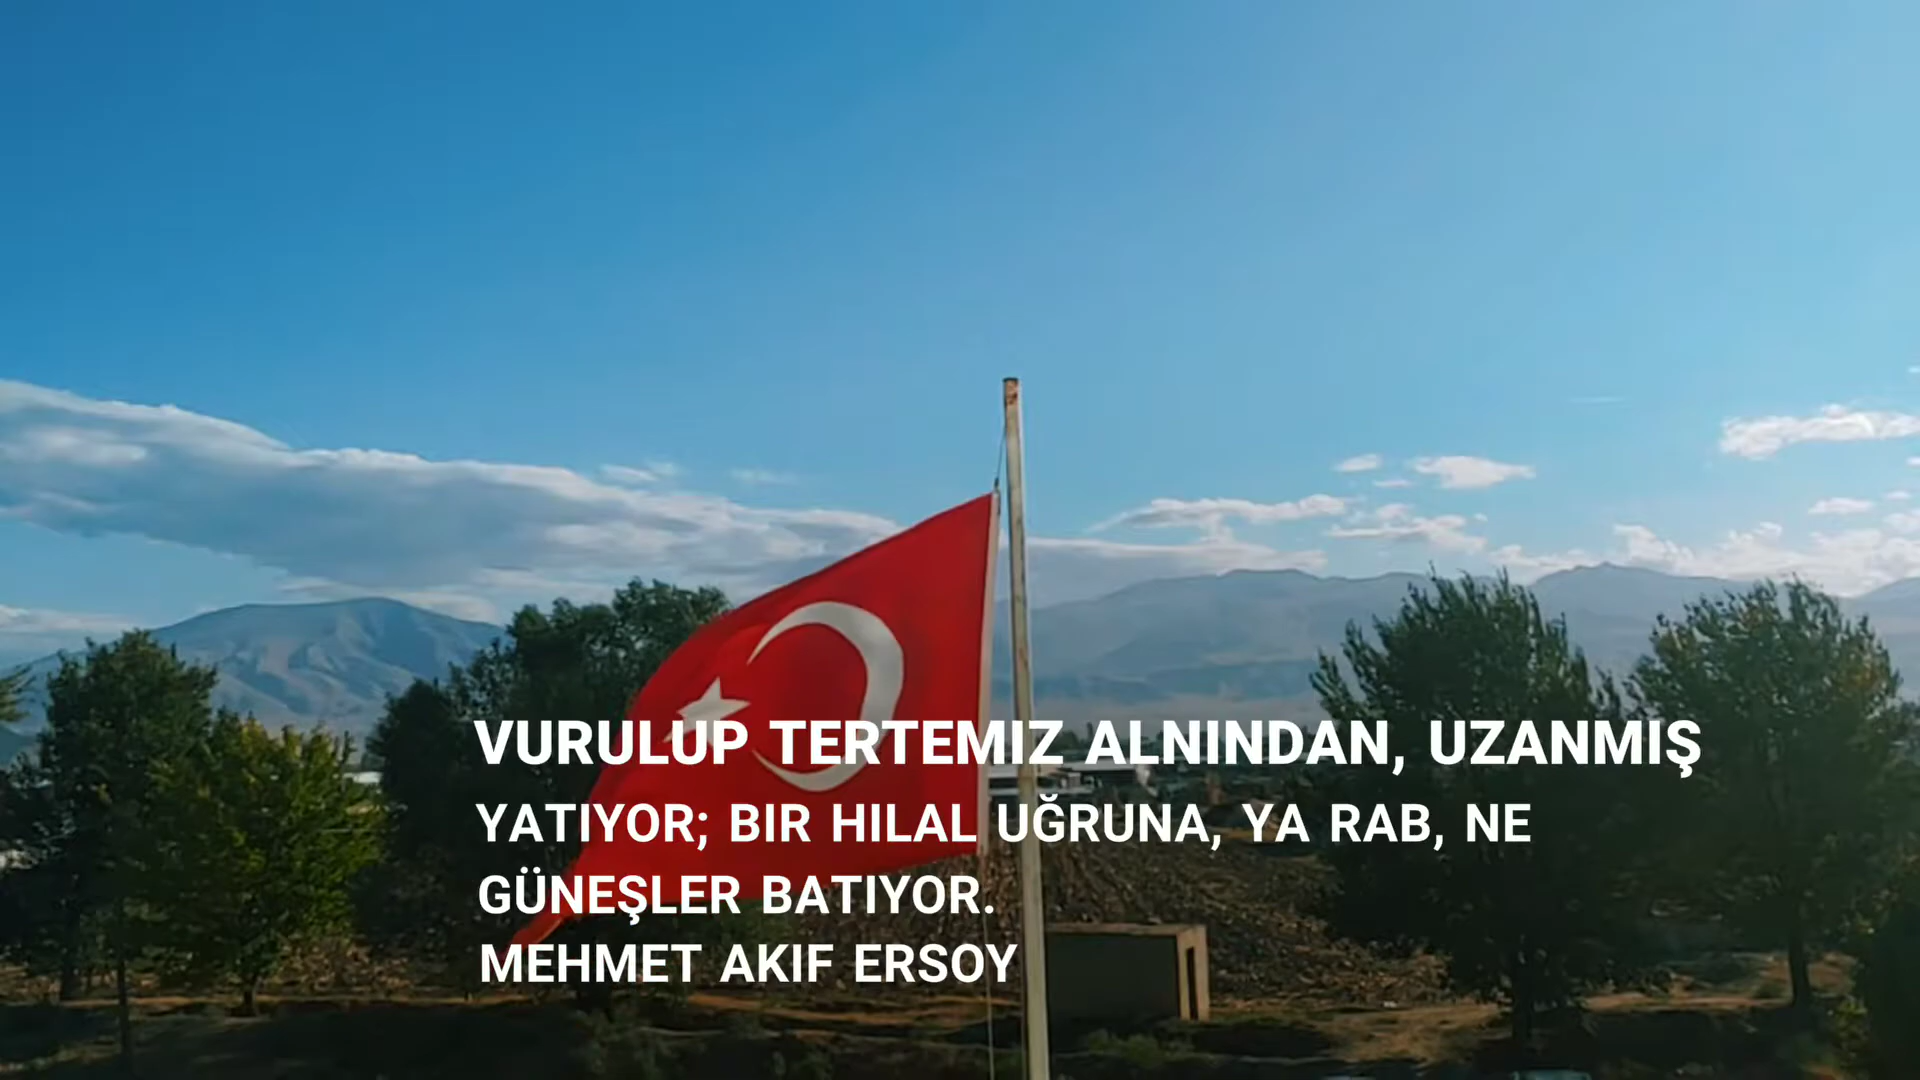 VURULUP TERTEMIZ ALNINDAN, UZANMIŞ
YATIYOR; BIR HILAL UĞRUNA, YA RAB, NE
GÜNEŞLER BATIYOR.
MEHMET AKIF ERSOY